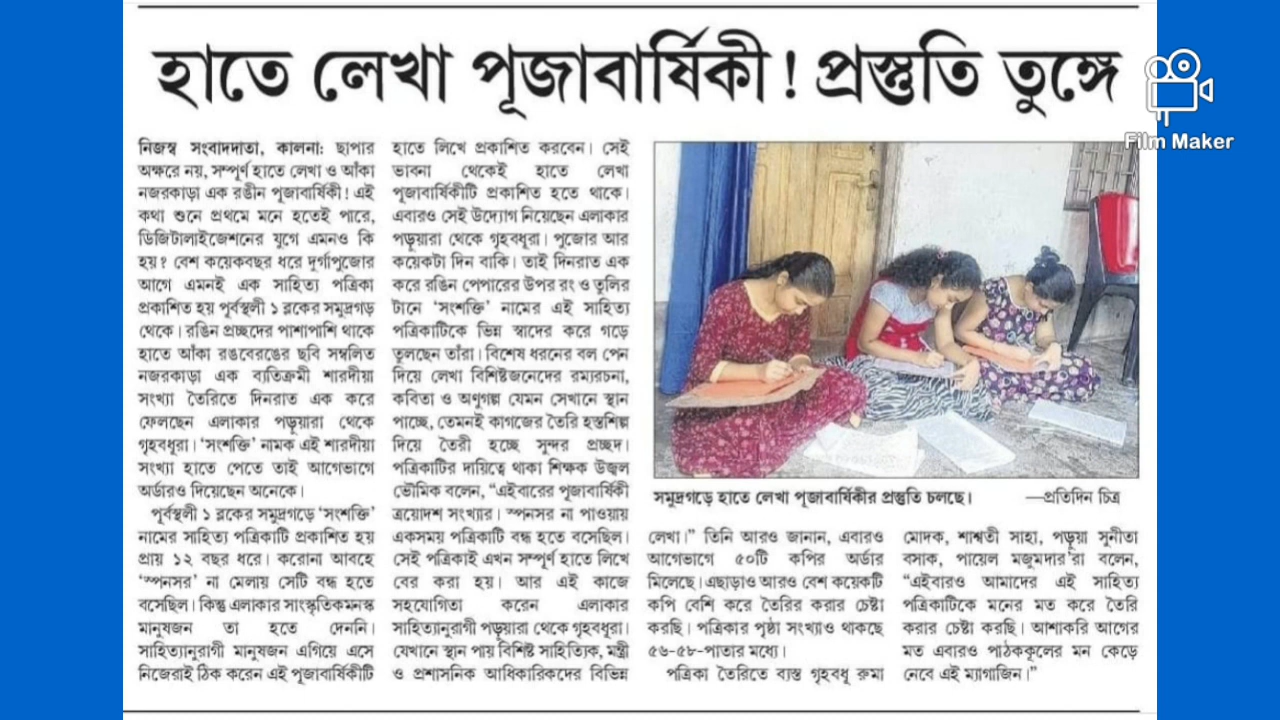 হাতে লেখা পূজাবার্ষিকী! প্রস্তুতি তুঙ্গে
Film Maker
নিজস্ব সংবাদদাতা, কালনা: ছাপার
অক্ষরে নয়, সম্পূর্ণ হাতে লেখা ও আঁকা
নজরকাড়া এক রঙীন পূজাবার্ষিকী! এই
কথা শুনে প্রথমে মনে হতেই পারে,
ডিজিটালাইজেশনের যুগে এমনও কি
হয়? বেশ কয়েকবছর ধরে দুর্গাপুজোর
আগে এমনই এক সাহিত্য পত্রিকা
প্রকাশিত হয় পূর্বস্থলী ১ ব্লকের সমুদ্রগড়
থেকে। রঙিন প্রচ্ছদের পাশাপাশি থাকে
হাতে আঁকা রঙবেরঙের ছবি সম্বলিত
নজরকাড়া এক ব্যতিক্রমী শারদীয়া
সংখ্যা তৈরিতে দিনরাত এক করে
ফেলছেন এলাকার পড়ুয়ারা থেকে
গৃহবধূরা। ‘সংশক্তি’ নামক এই শারদীয়া
সংখ্যা হাতে পেতে তাই আগেভাগে
অর্ডারও দিয়েছেন অনেকে।
পূর্বস্থলী ১ ব্লকের সমুদ্রগড়ে ‘সংশক্তি’
নামের সাহিত্য পত্রিকাটি প্রকাশিত হয়
প্রায় ১২ বছর ধরে। করোনা আবহে
‘স্পনসর’ না মেলায় সেটি বন্ধ হতে
বসেছিল। কিন্তু এলাকার সাংস্কৃতিকমনস্ক
মানুষজন তা হতে দেননি।
সাহিত্যানুরাগী মানুষজন এগিয়ে এসে
নিজেরাই ঠিক করেন এই পূজাবার্ষিকীটি
হাতে লিখে প্রকাশিত করবেন। সেই
ভাবনা থেকেই হাতে লেখা
পূজাবার্ষিকীটি প্রকাশিত হতে থাকে।
এবারও সেই উদ্যোগ নিয়েছেন এলাকার
পড়ুয়ারা থেকে গৃহবধূরা। পুজোর আর
কয়েকটা দিন বাকি। তাই দিনরাত এক
করে রঙিন পেপারের উপর রং ও তুলির
টানে ‘সংশক্তি’ নামের এই সাহিত্য
পত্রিকাটিকে ভিন্ন স্বাদের করে গড়ে
তুলছেন তাঁরা। বিশেষ ধরনের বল পেন
দিয়ে লেখা বিশিষ্টজনেদের রম্যরচনা,
কবিতা ও অণুগল্প যেমন সেখানে স্থান
পাচ্ছে, তেমনই কাগজের তৈরি হস্তশিল্প
দিয়ে তৈরী হচ্ছে সুন্দর প্রচ্ছদ।
পত্রিকাটির দায়িত্বে থাকা শিক্ষক উজ্বল
ভৌমিক বলেন, “এইবারের পূজাবার্ষিকী
ত্রয়োদশ সংখ্যার। স্পনসর না পাওয়ায়
একসময় পত্রিকাটি বন্ধ হতে বসেছিল।
সেই পত্রিকাই এখন সম্পূর্ণ হাতে লিখে
বের করা হয়। আর এই কাজে
সহযোগিতা করেন এলাকার
সাহিত্যানুরাগী পড়ুয়ারা থেকে গৃহবধূরা।
যেখানে স্থান পায় বিশিষ্ট সাহিত্যিক, মন্ত্রী
ও প্রশাসনিক আধিকারিকদের বিভিন্ন
সমুদ্রগড়ে হাতে লেখা পূজাবার্ষিকীর প্রস্তুতি চলছে। —প্রতিদিন চিত্র
লেখা।” তিনি আরও জানান, এবারও
আগেভাগে ৫০টি কপির অর্ডার
মিলেছে। এছাড়াও আরও বেশ কয়েকটি
কপি বেশি করে তৈরির করার চেষ্টা
করছি। পত্রিকার পৃষ্ঠা সংখ্যাও থাকছে
৫৬-৫৮-পাতার মধ্যে।
পত্রিকা তৈরিতে ব্যস্ত গৃহবধূ রুমা
মোদক, শাশ্বতী সাহা, পড়ুয়া সুনীতা
বসাক, পায়েল মজুমদার’রা বলেন,
“এইবারও আমাদের এই সাহিত্য
পত্রিকাটিকে মনের মত করে তৈরি
করার চেষ্টা করছি। আশাকরি আগের
মত এবারও পাঠককূলের মন কেড়ে
নেবে এই ম্যাগাজিন।”